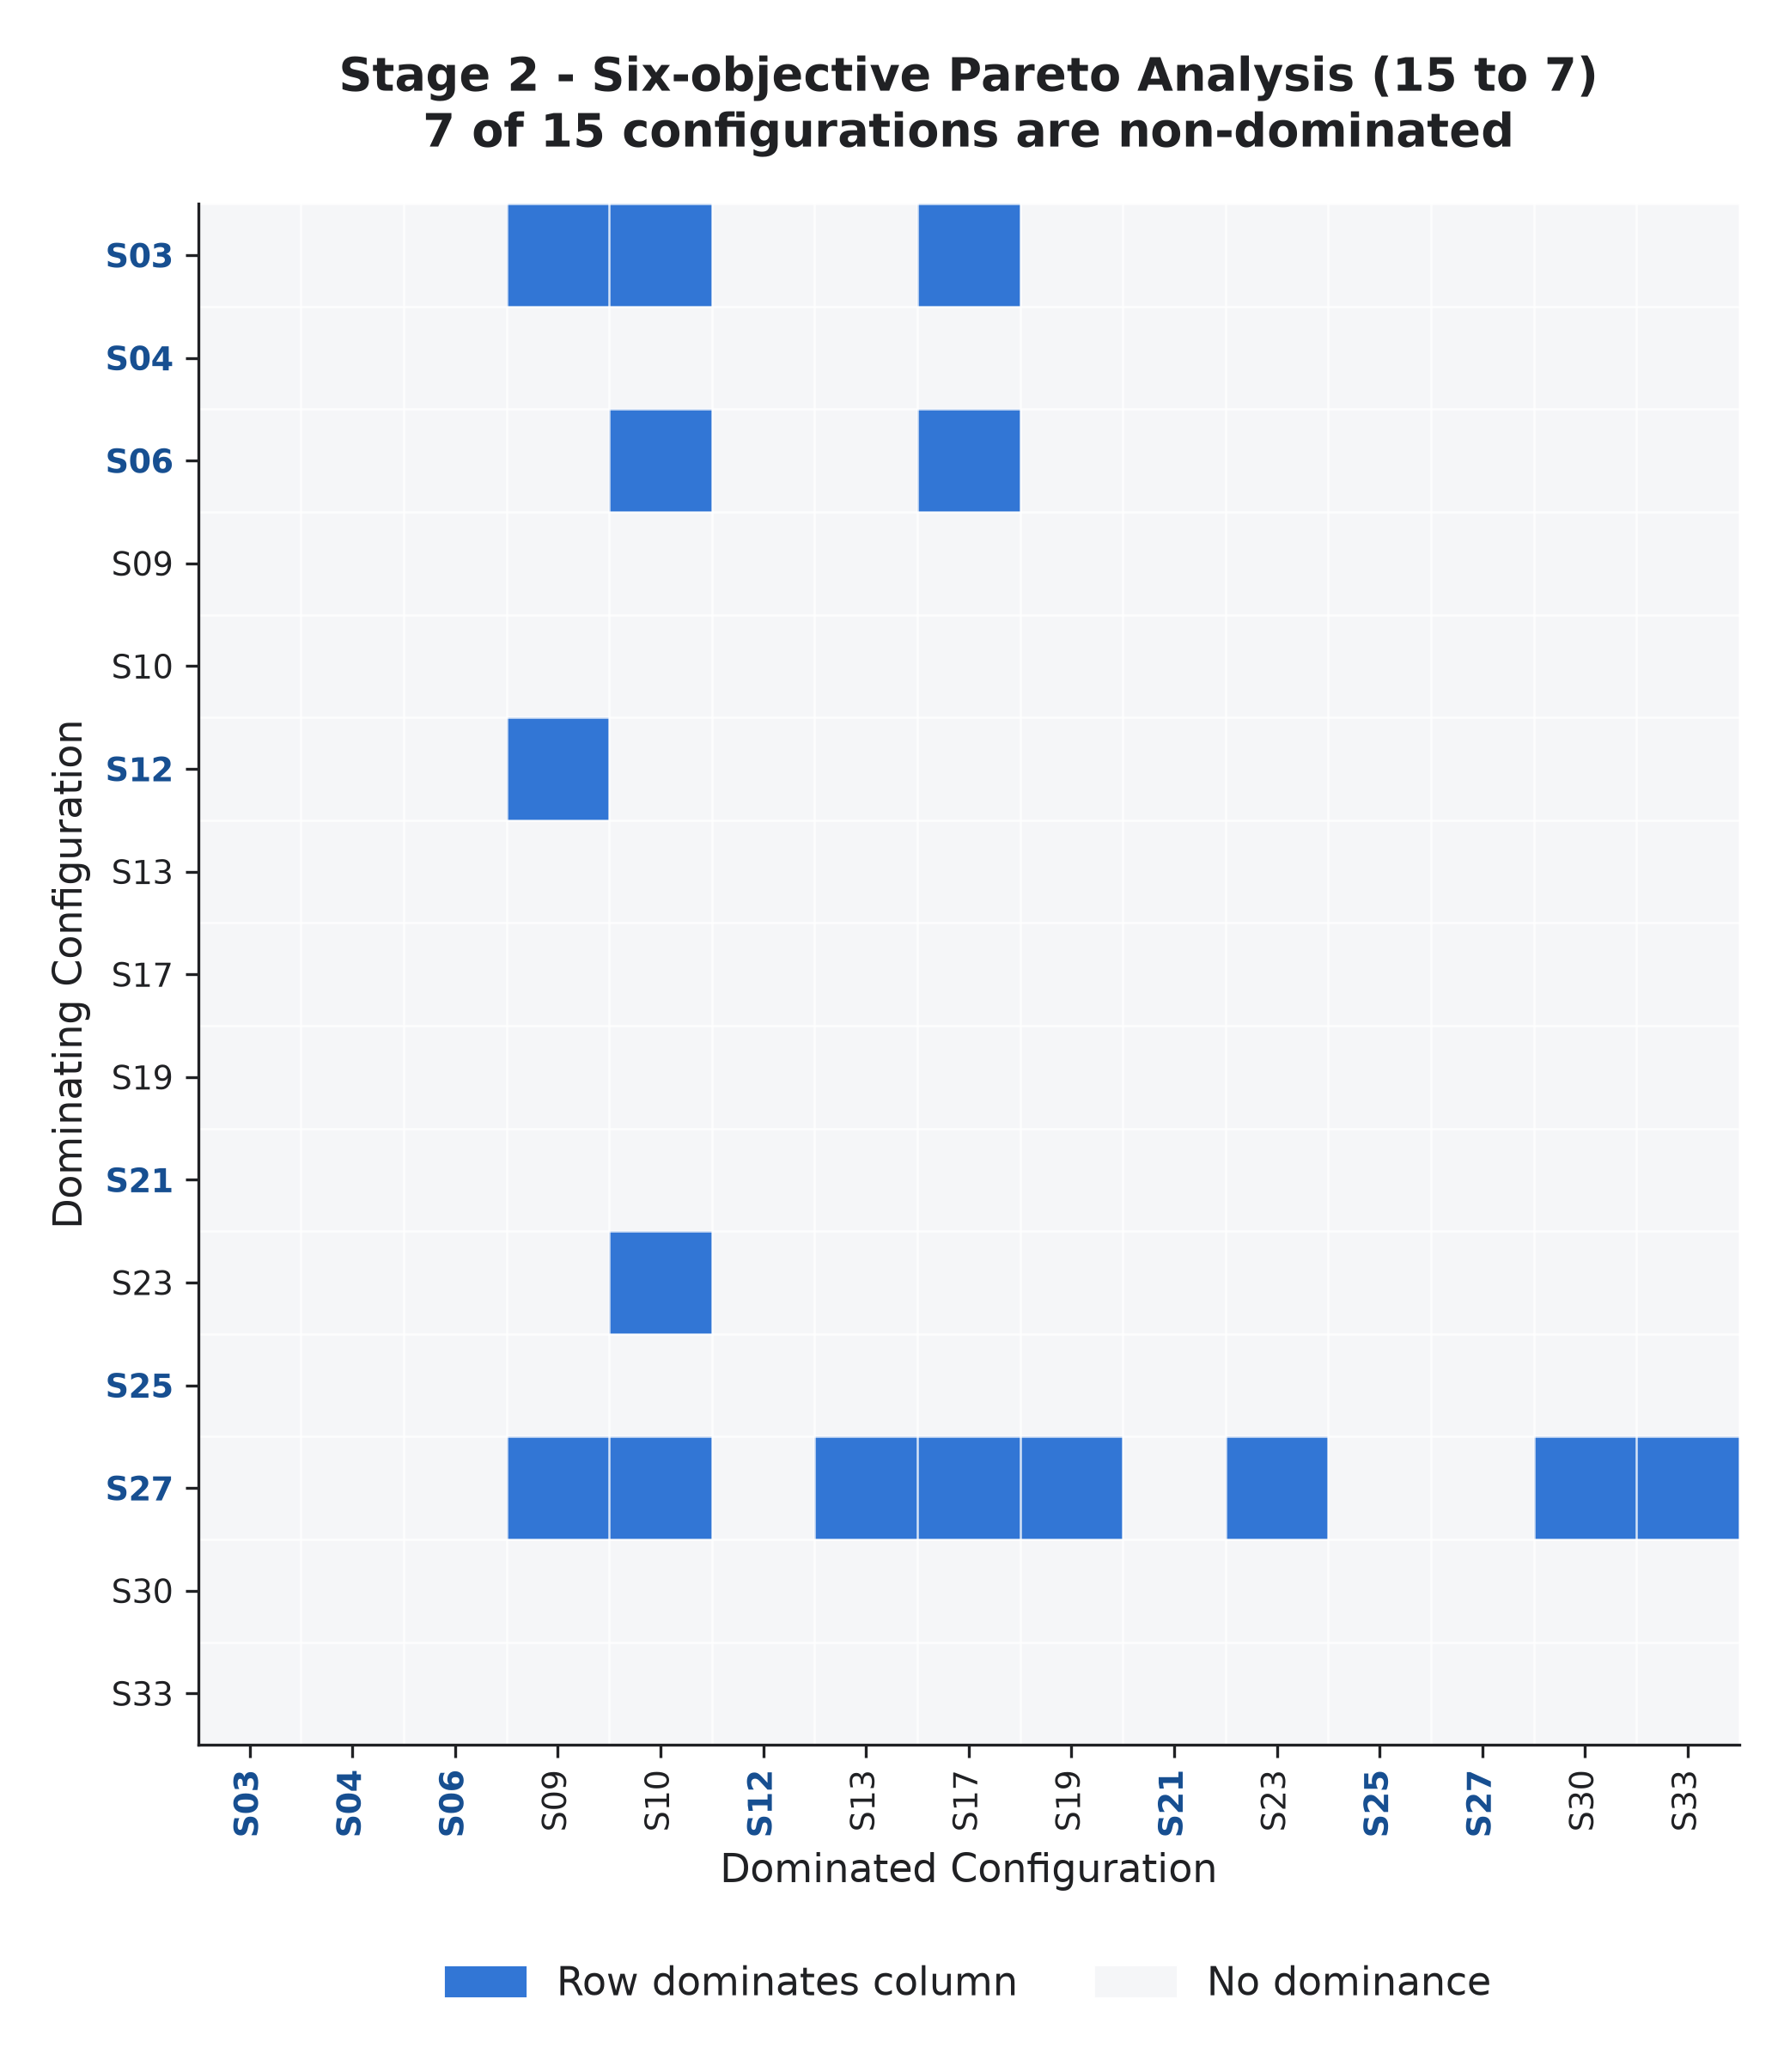 Stage 2 - Six-objective Pareto Analysis (15 to 7)
7 of 15 configurations are non-dominated
Dominating Configuration
S03
S04
S06
S09
S10
S12
S13
S17
S19
S21
S23
S25
S27
S30
S33
S03 S04 S06 S09 S10 S12 S13 S17 S19 S21 S23 S25 S27 S30 S33
Dominated Configuration
Row dominates column No dominance